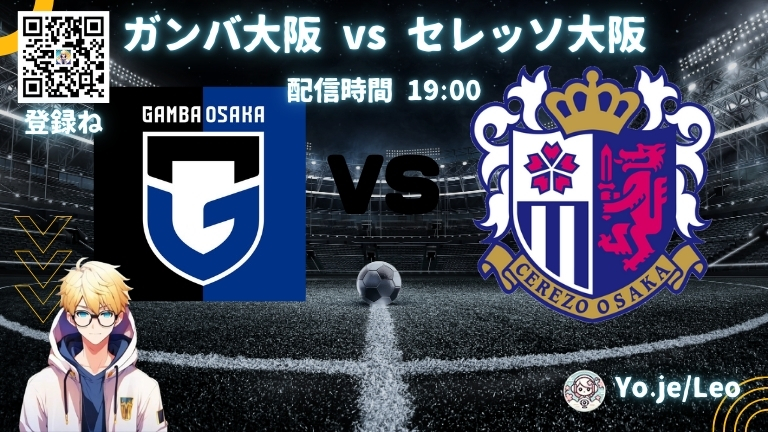 ガンバ大阪 vs セレッソ大阪
配信時間 19:00
登録ね
GAMBA OSAKA
G
VS
CEREZO OSAKA
Yo.je/Leo